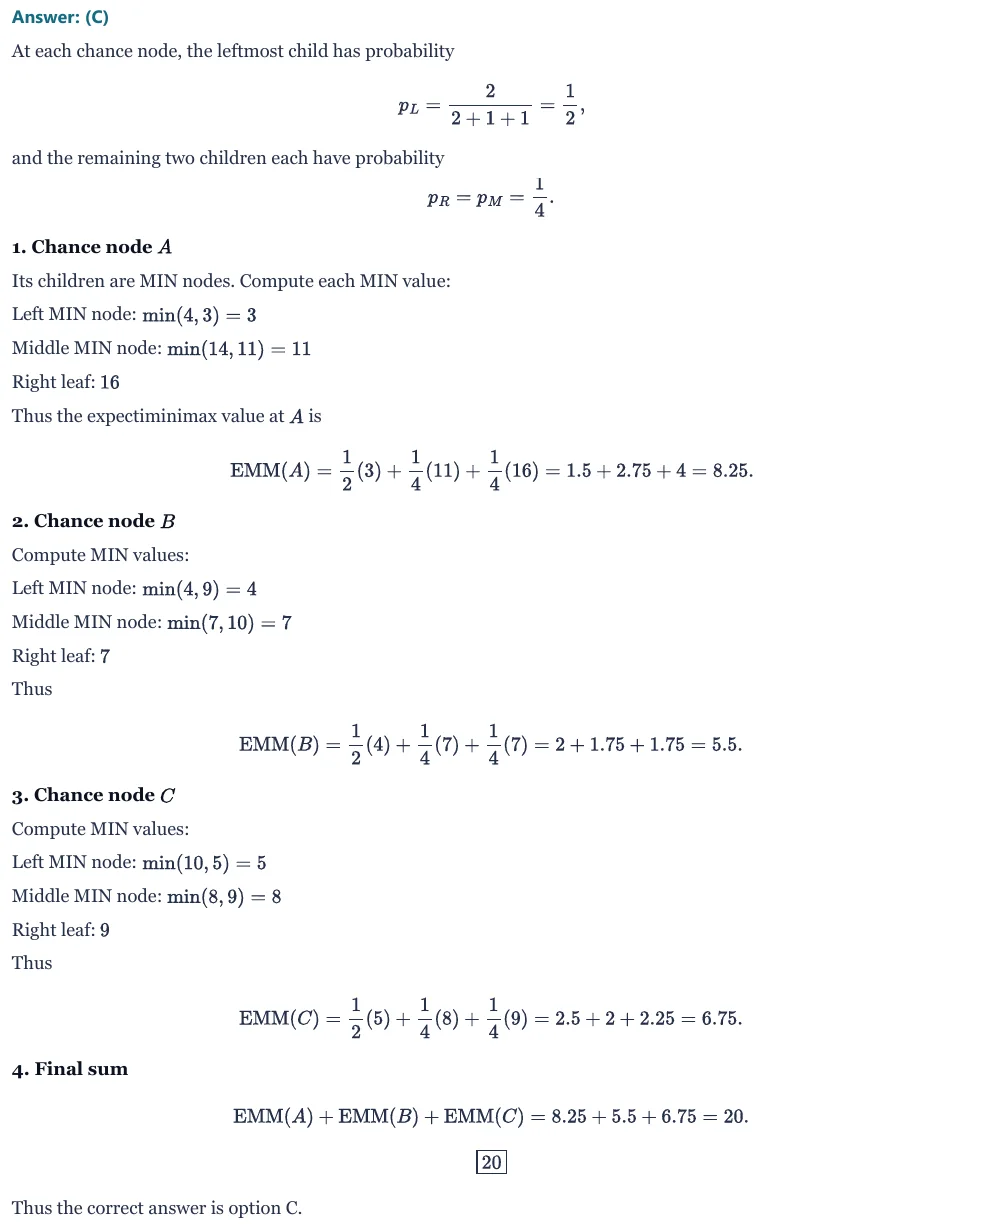 Answer: (C)
At each chance node, the leftmost child has probability
p_L = 2/(2 + 1 + 1) = 1/2,
and the remaining two children each have probability
p_R = p_M = 1/4.
1. Chance node A
Its children are MIN nodes. Compute each MIN value:
Left MIN node: min(4, 3) = 3
Middle MIN node: min(14, 11) = 11
Right leaf: 16
Thus the expectiminimax value at A is
EMM(A) = 1/2(3) + 1/4(11) + 1/4(16) = 1.5 + 2.75 + 4 = 8.25.
2. Chance node B
Compute MIN values:
Left MIN node: min(4, 9) = 4
Middle MIN node: min(7, 10) = 7
Right leaf: 7
Thus
EMM(B) = 1/2(4) + 1/4(7) + 1/4(7) = 2 + 1.75 + 1.75 = 5.5.
3. Chance node C
Compute MIN values:
Left MIN node: min(10, 5) = 5
Middle MIN node: min(8, 9) = 8
Right leaf: 9
Thus
EMM(C) = 1/2(5) + 1/4(8) + 1/4(9) = 2.5 + 2 + 2.25 = 6.75.
4. Final sum
EMM(A) + EMM(B) + EMM(C) = 8.25 + 5.5 + 6.75 = 20.
20
Thus the correct answer is option C.